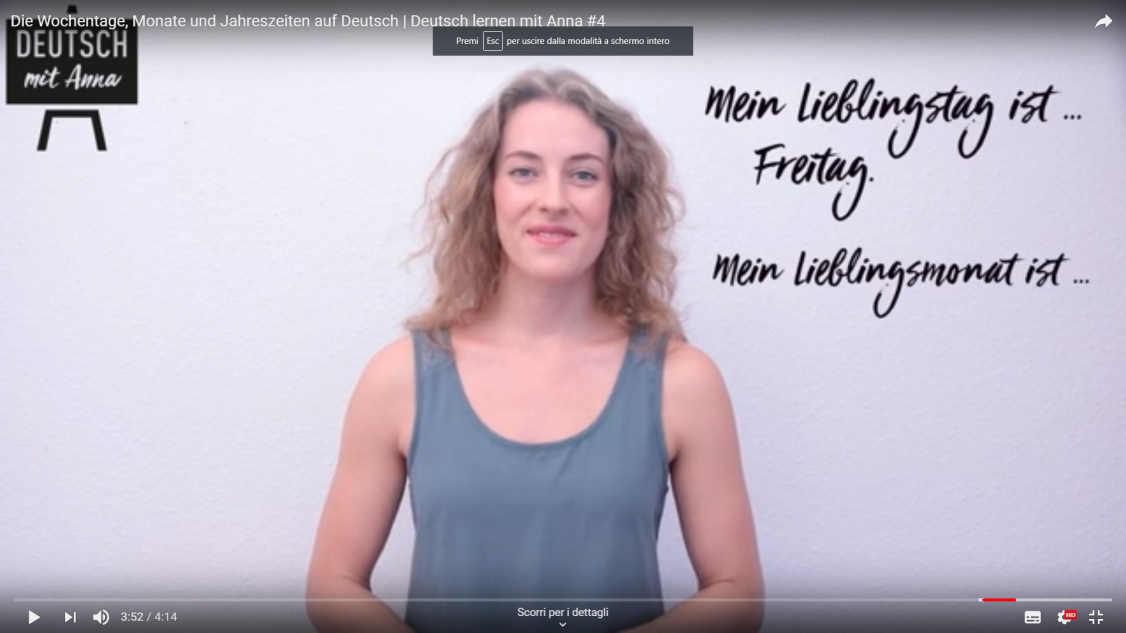 Die Wochentage, Monate und Jahreszeiten auf Deutsch | Deutsch lernen mit Anna #4
Premi Esc per uscire dalla modalità a schermo intero
DEUTSCH
mit Anna
Mein Lieblingstag ist ...
Freitag.
Mein Lieblingsmonat ist ...
3:52 / 4:14
Scorri per i dettagli
HD